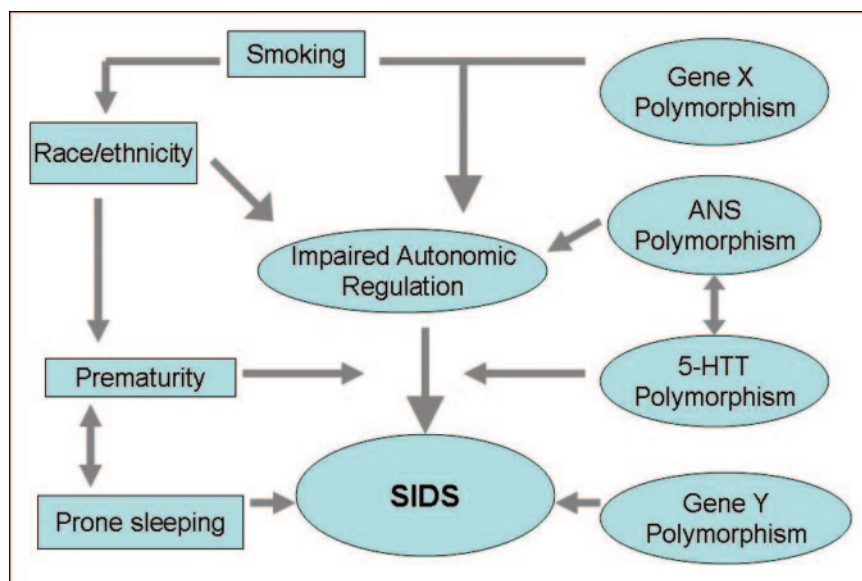 Smoking
Gene X
Polymorphism
Race/ethnicity
ANS
Polymorphism
Impaired Autonomic
Regulation
Prematurity
5-HTT
Polymorphism
SIDS
Prone sleeping
Gene Y
Polymorphism